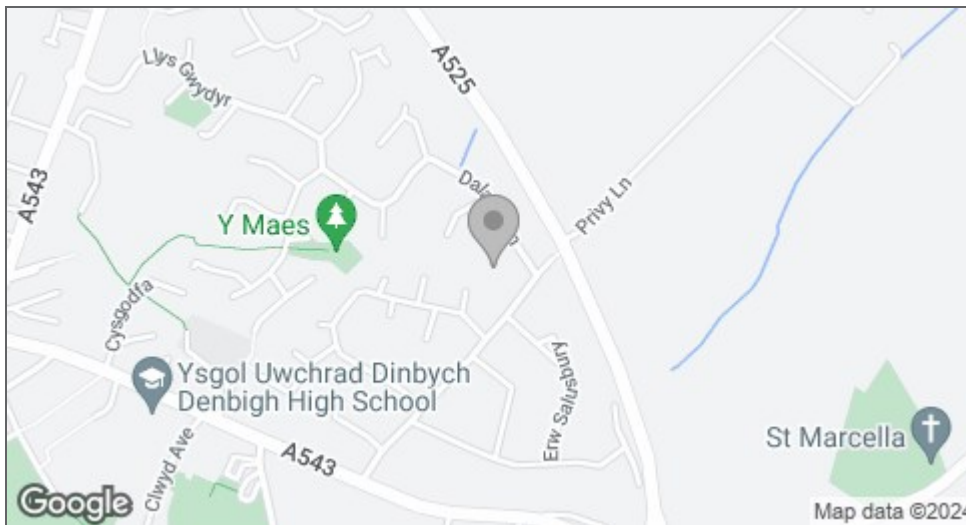 Llys Gwydyr
A525
A543
Privy Ln
Y Maes
Cysgodfa
Ysgol Uwchrad Dinbych
Denbigh High School
Erw Salusbury
St Marcella
Clwyd Ave
A543
Google
Map data ©2024